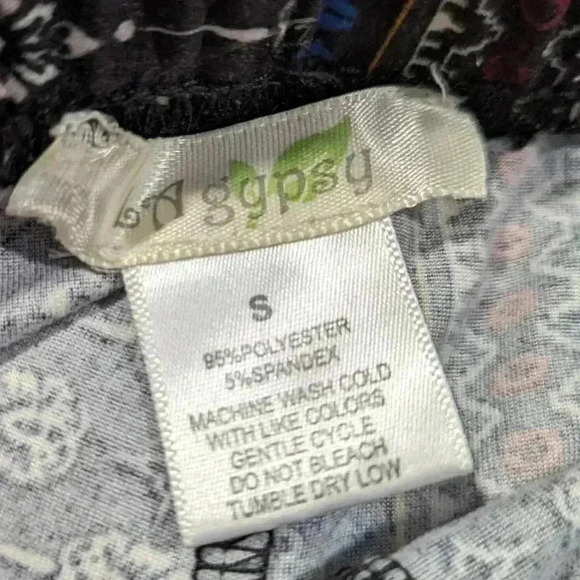 LA gypsy
S
95%POLYESTER
5%SPANDEX
MACHINE WASH COLD
WITH LIKE COLORS
GENTLE CYCLE
DO NOT BLEACH
TUMBLE DRY LOW